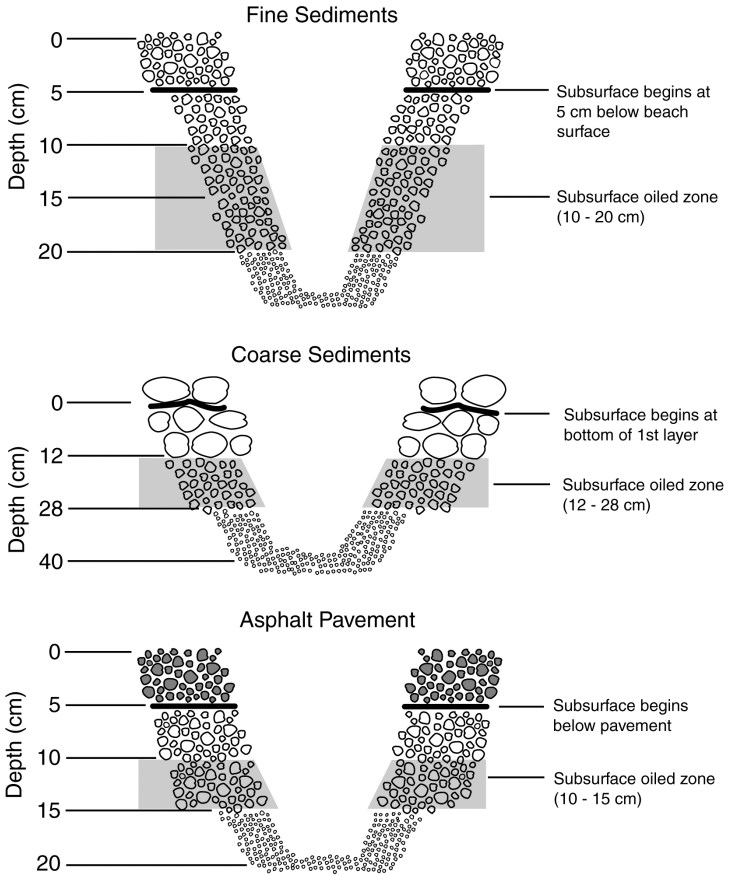 Fine Sediments
0
5
10
15
20
Depth (cm)
Subsurface begins at
5 cm below beach
surface
Subsurface oiled zone
(10 - 20 cm)
Coarse Sediments
0
12
28
40
Depth (cm)
Subsurface begins at
bottom of 1st layer
Subsurface oiled zone
(12 - 28 cm)
Asphalt Pavement
0
5
10
15
20
Depth (cm)
Subsurface begins
below pavement
Subsurface oiled zone
(10 - 15 cm)